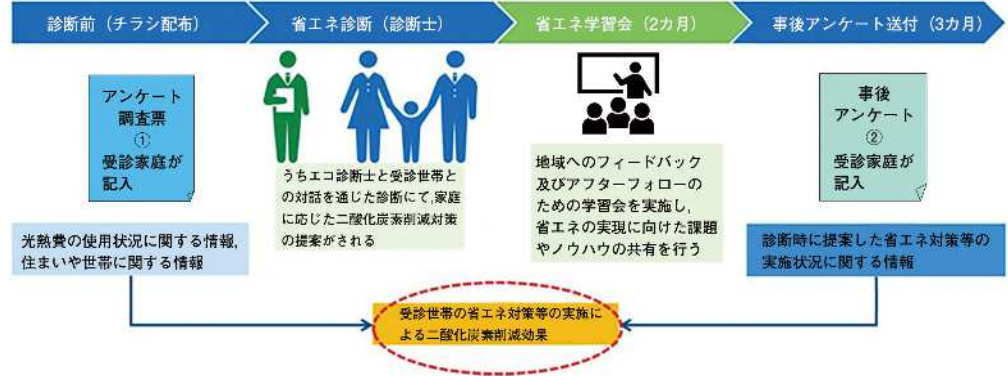 診断前（チラシ配布）
省エネ診断（診断士）
省エネ学習会（2カ月）
事後アンケート送付（3カ月）
アンケート
調査票
①
受診家庭が
記入
うちエコ診断士と受診世帯と
の対話を通じた診断にて,家庭
に応じた二酸化炭素削減対策
の提案がされる
地域へのフィードバック
及びアフターフォローの
ための学習会を実施し,
省エネの実現に向けた課題
やノウハウの共有を行う
事後
アンケート
②
受診家庭が
記入
光熱費の使用状況に関する情報,
住まいや世帯に関する情報
診断時に提案した省エネ対策等の
実施状況に関する情報
受診世帯の省エネ対策等の実施に
よる二酸化炭素削減効果